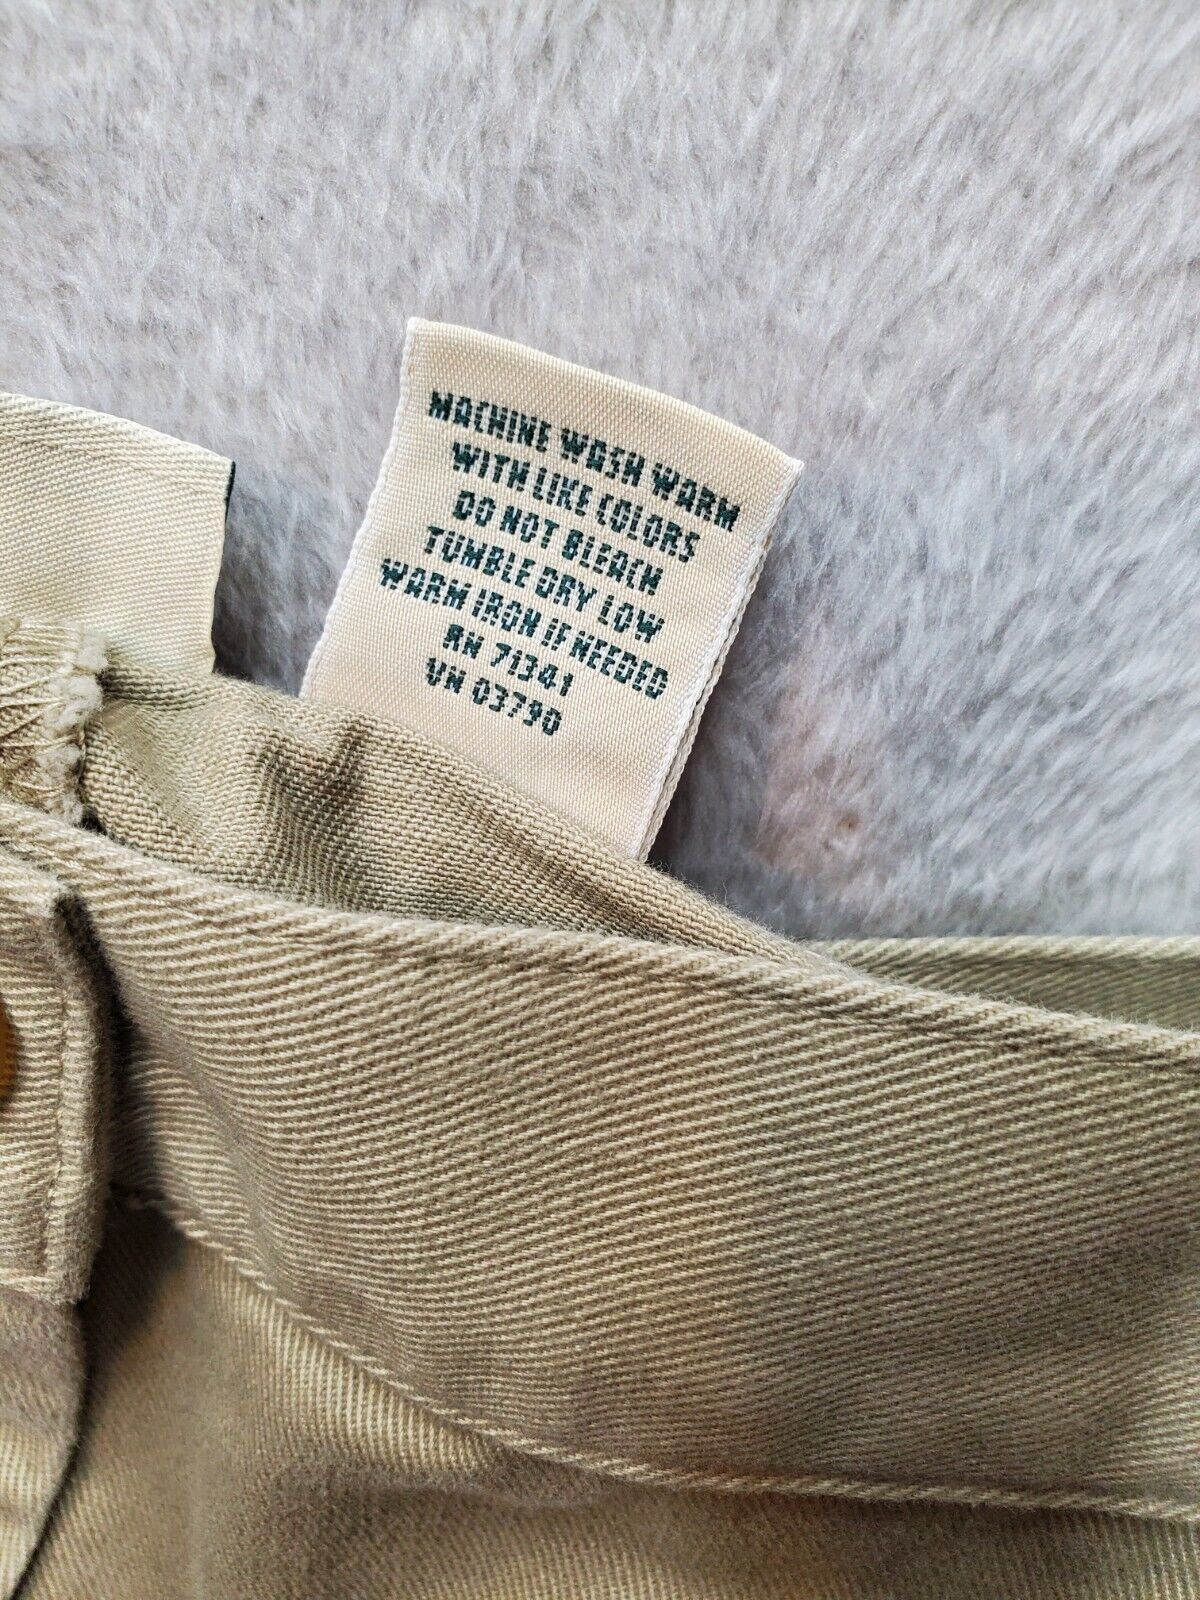 MACHINE WASH WARM
WITH LIKE COLORS
DO NOT BLEACH
TUMBLE DRY LOW
WARM IRON IF NEEDED
RN 71341
VN 03790